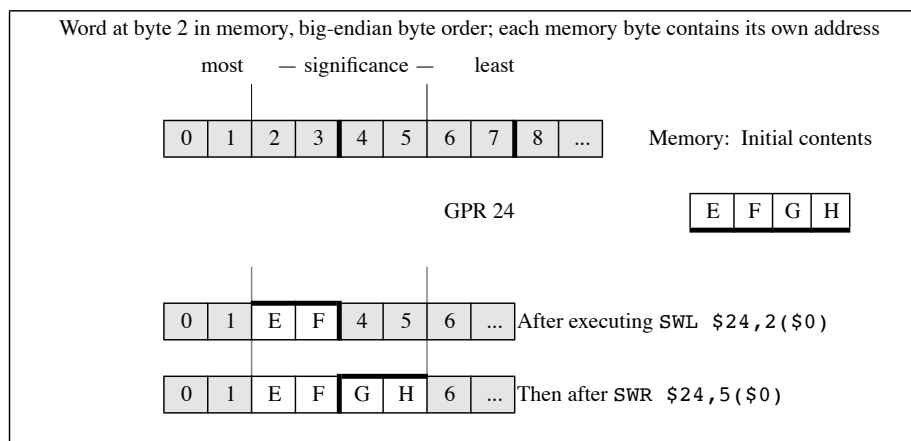 Word at byte 2 in memory, big-endian byte order; each memory byte contains its own address
most — significance — least
0 1 2 3 4 5 6 7 8 ... Memory: Initial contents
GPR 24 E F G H
0 1 E F 4 5 6 ... After executing SWL $24,2($0)
0 1 E F G H 6 ... Then after SWR $24,5($0)